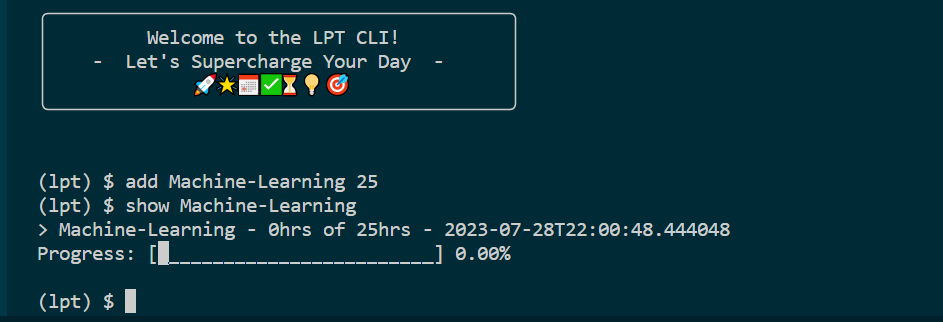 Welcome to the LPT CLI!
- Let's Supercharge Your Day -
(lpt) $ add Machine-Learning 25
(lpt) $ show Machine-Learning
> Machine-Learning - 0hrs of 25hrs - 2023-07-28T22:00:48.444048
Progress: [█________________________] 0.00%
(lpt) $